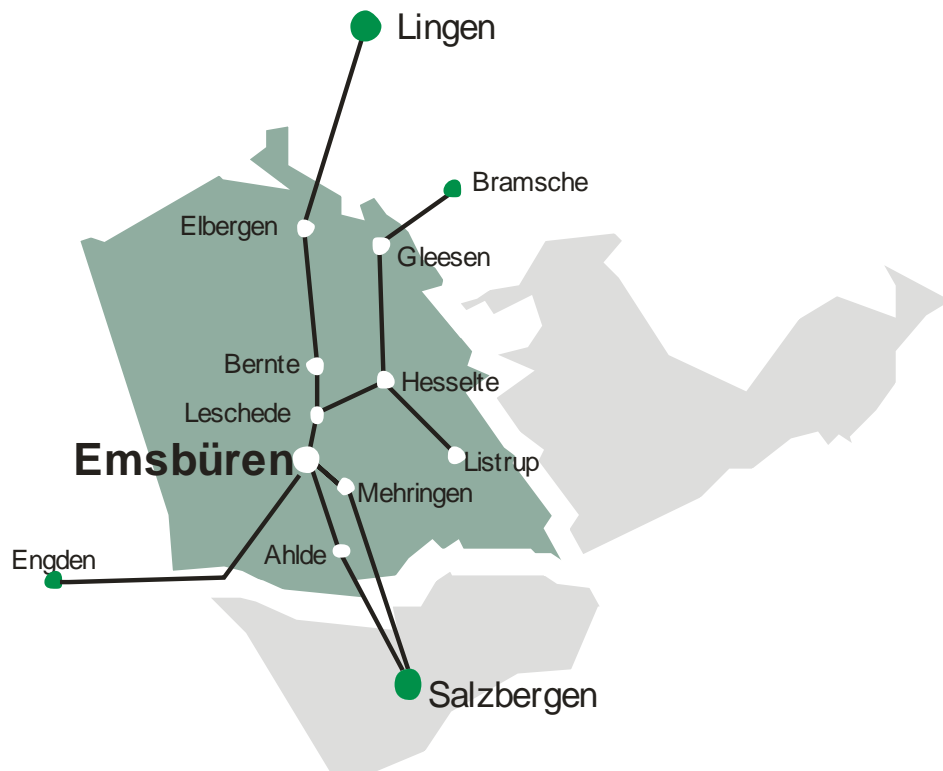 Lingen
Bramsche
Elbergen
Gleesen
Bernte
Hesselte
Leschede
Emsbüren
Listrup
Mehringen
Ahlde
Engden
Salzbergen